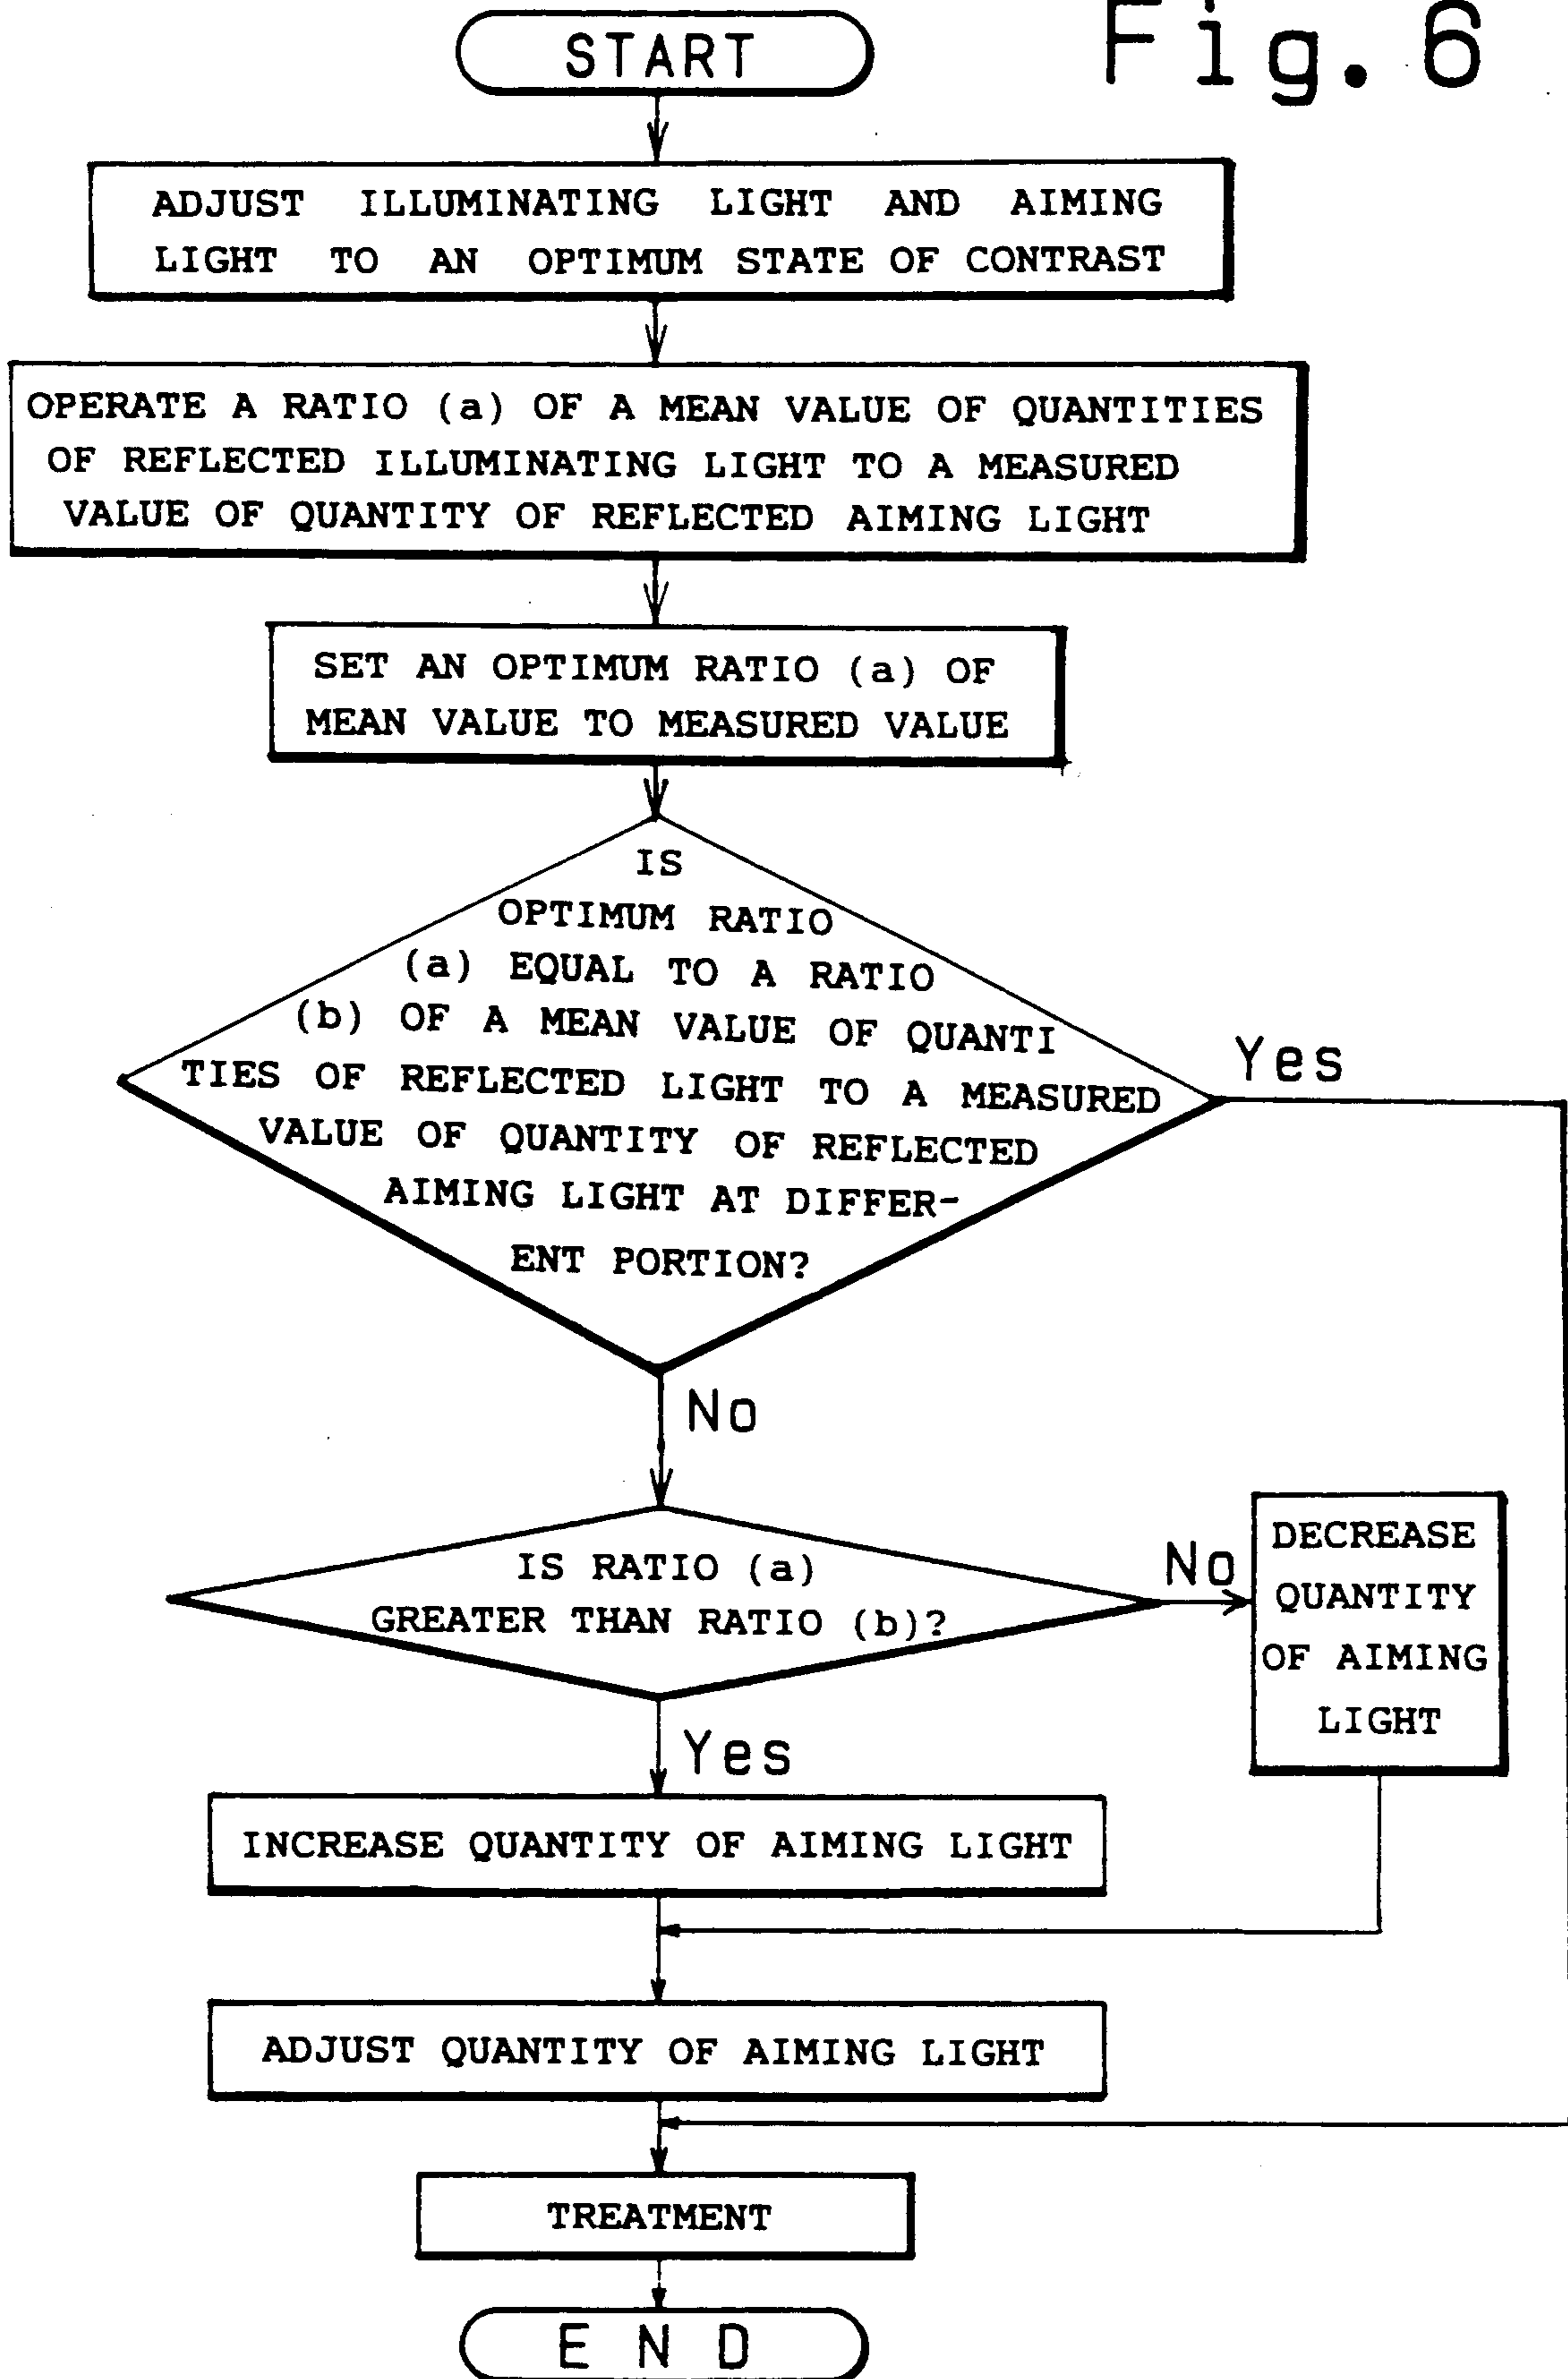 Fig. 6
START
ADJUST ILLUMINATING LIGHT AND AIMING
LIGHT TO AN OPTIMUM STATE OF CONTRAST
OPERATE A RATIO (a) OF A MEAN VALUE OF QUANTITIES
OF REFLECTED ILLUMINATING LIGHT TO A MEASURED
VALUE OF QUANTITY OF REFLECTED AIMING LIGHT
SET AN OPTIMUM RATIO (a) OF
MEAN VALUE TO MEASURED VALUE
IS
OPTIMUM RATIO
(a) EQUAL TO A RATIO
(b) OF A MEAN VALUE OF QUANTI
TIES OF REFLECTED LIGHT TO A MEASURED
VALUE OF QUANTITY OF REFLECTED
AIMING LIGHT AT DIFFER-
ENT PORTION?
Yes
No
IS RATIO (a)
GREATER THAN RATIO (b)?
No
DECREASE
QUANTITY
OF AIMING
LIGHT
Yes
INCREASE QUANTITY OF AIMING LIGHT
ADJUST QUANTITY OF AIMING LIGHT
TREATMENT
END